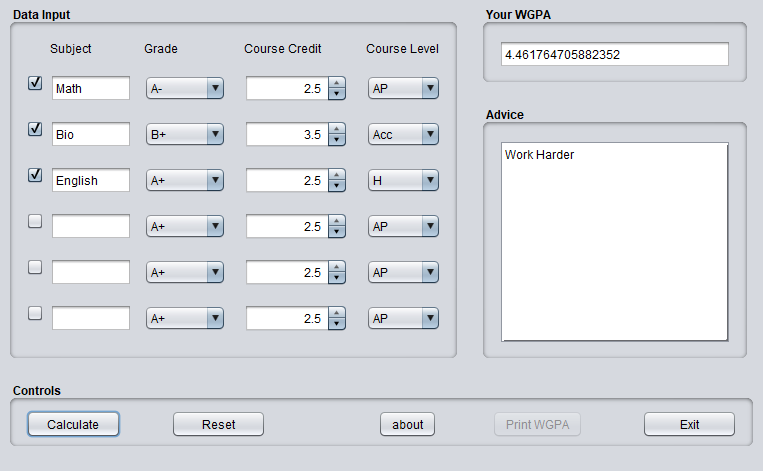 Data Input
Subject Grade Course Credit Course Level
Math A- 2.5 AP
Bio B+ 3.5 Acc
English A+ 2.5 H
A+ 2.5 AP
A+ 2.5 AP
A+ 2.5 AP
Your WGPA
4.461764705882352
Advice
Work Harder
Controls
Calculate Reset about Print WGPA Exit